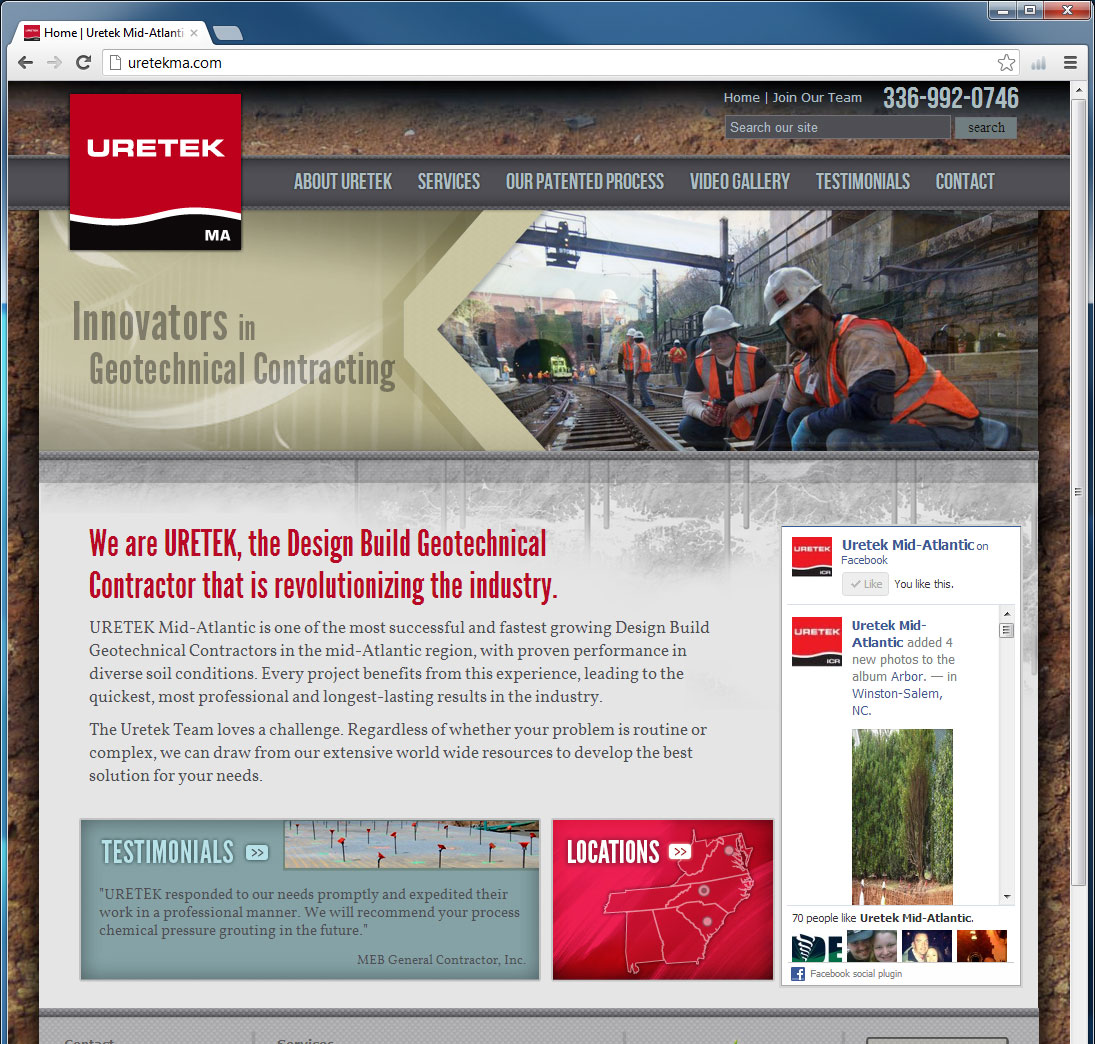 Home | Uretek Mid-Atlanti
uretekma.com
Home | Join Our Team
336-992-0746
Search our site
search
URETEK
MA
ABOUT URETEK
SERVICES
OUR PATENTED PROCESS
VIDEO GALLERY
TESTIMONIALS
CONTACT
Innovators in
Geotechnical Contracting
We are URETEK, the Design Build Geotechnical
Contractor that is revolutionizing the industry.
URETEK Mid-Atlantic is one of the most successful and fastest growing Design Build
Geotechnical Contractors in the mid-Atlantic region, with proven performance in
diverse soil conditions. Every project benefits from this experience, leading to the
quickest, most professional and longest-lasting results in the industry.
The Uretek Team loves a challenge. Regardless of whether your problem is routine or
complex, we can draw from our extensive world wide resources to develop the best
solution for your needs.
TESTIMONIALS >>
"URETEK responded to our needs promptly and expedited their
work in a professional manner. We will recommend your process
chemical pressure grouting in the future."
MEB General Contractor, Inc.
LOCATIONS >>
URETEK
ICR
Uretek Mid-Atlantic on
Facebook
Like
You like this.
URETEK
ICR
Uretek Mid-
Atlantic added 4
new photos to the
album Arbor. — in
Winston-Salem,
NC.
70 people like Uretek Mid-Atlantic.
Facebook social plugin
Contact
Services